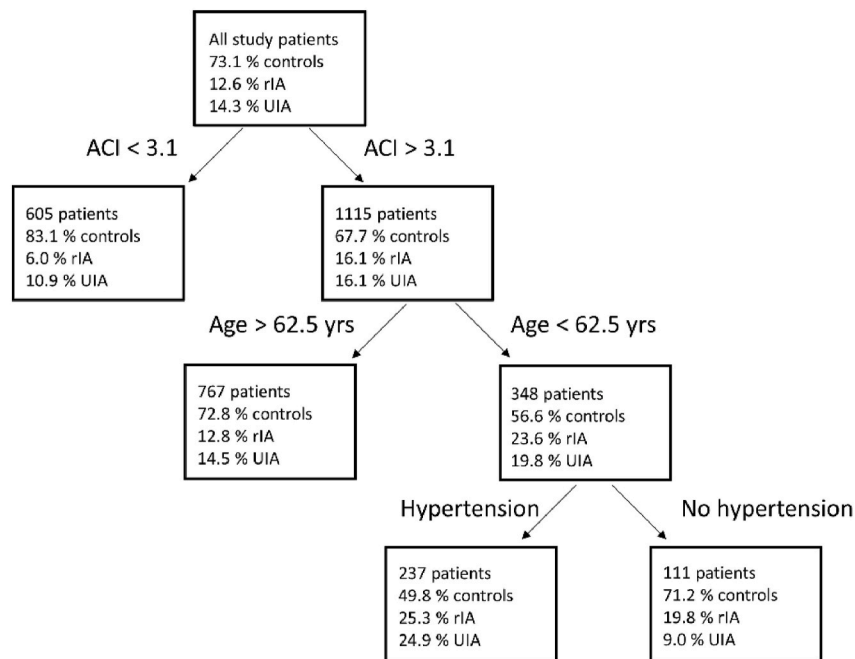 All study patients
73.1 % controls
12.6 % rIA
14.3 % UIA
ACI < 3.1
ACI > 3.1
605 patients
83.1 % controls
6.0 % rIA
10.9 % UIA
1115 patients
67.7 % controls
16.1 % rIA
16.1 % UIA
Age > 62.5 yrs
Age < 62.5 yrs
767 patients
72.8 % controls
12.8 % rIA
14.5 % UIA
348 patients
56.6 % controls
23.6 % rIA
19.8 % UIA
Hypertension
No hypertension
237 patients
49.8 % controls
25.3 % rIA
24.9 % UIA
111 patients
71.2 % controls
19.8 % rIA
9.0 % UIA